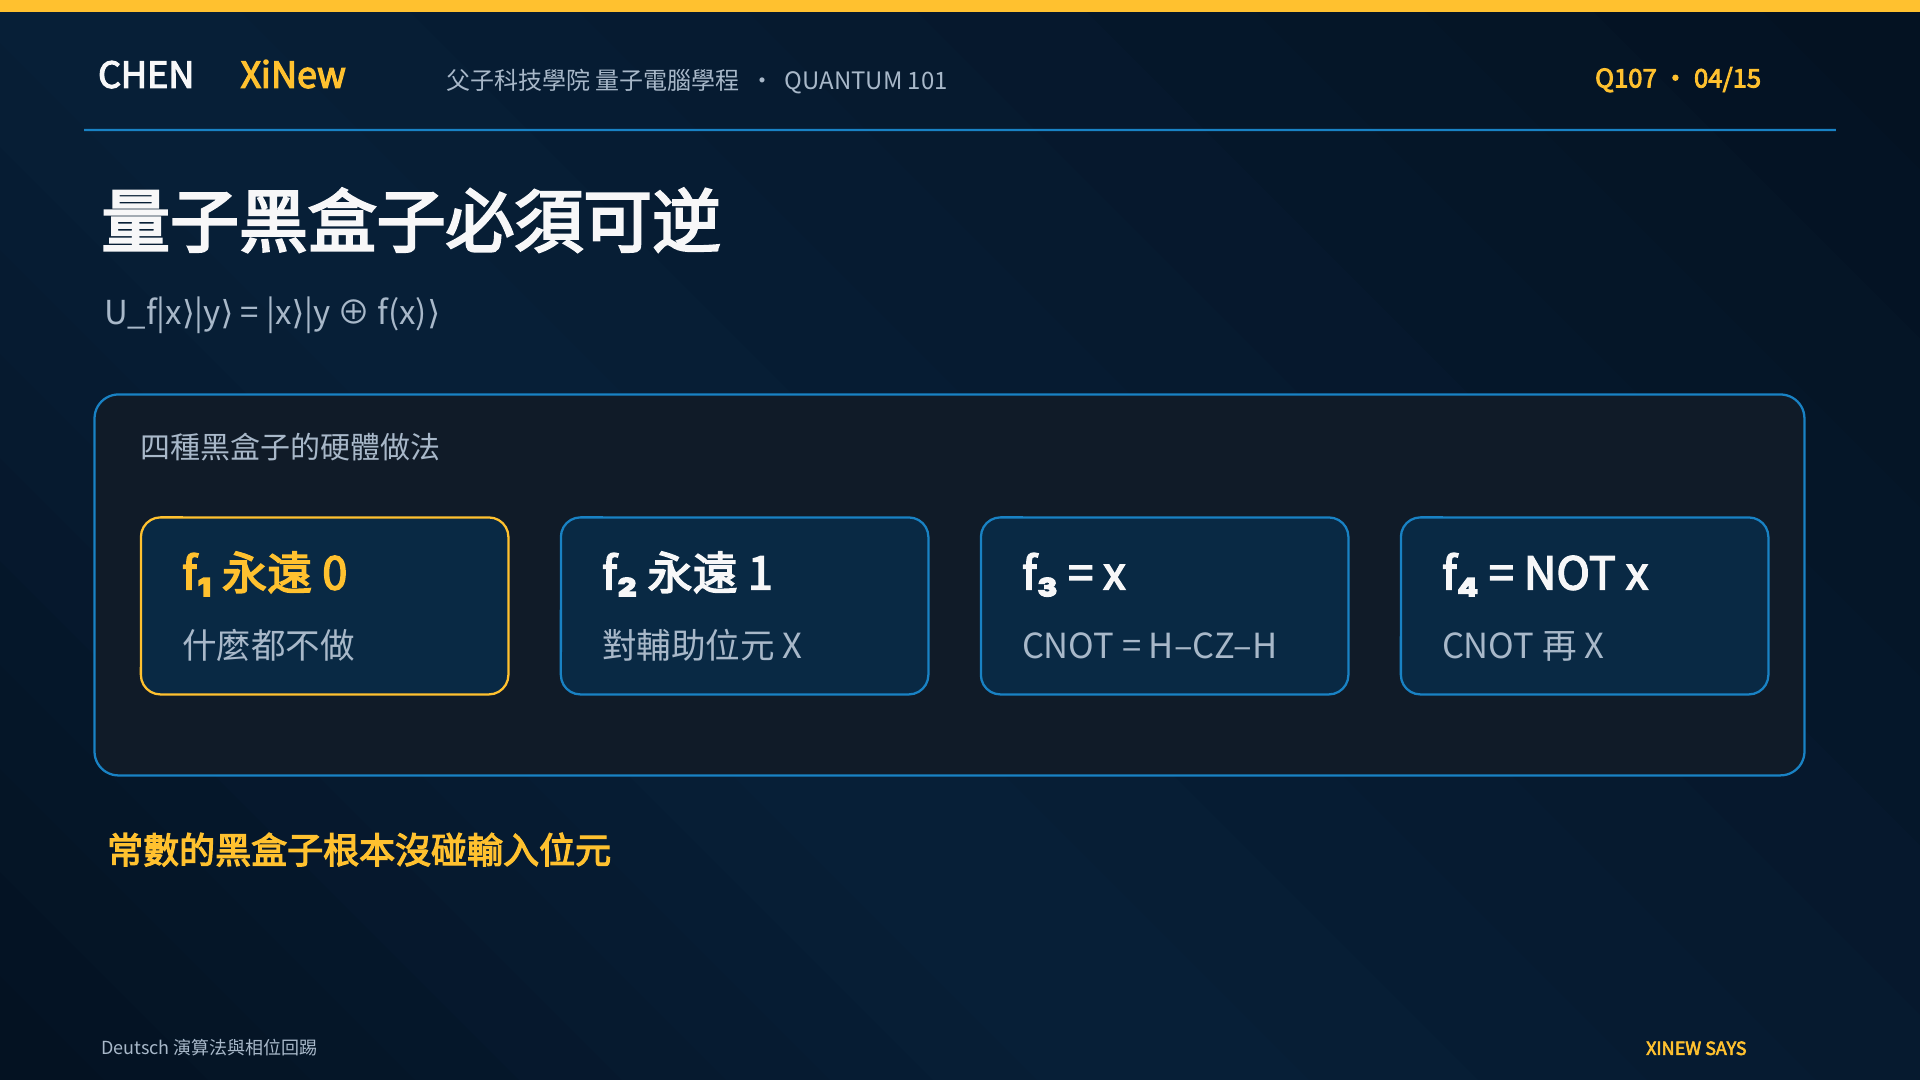 CHEN XiNew 父子科技學院 量子電腦學程 • QUANTUM 101 Q107 • 04/15
量子黑盒子必須可逆
U_f|x⟩|y⟩ = |x⟩|y ⊕ f(x)⟩
四種黑盒子的硬體做法
f₁ 永遠 0
什麼都不做
f₂ 永遠 1
對輔助位元 X
f₃ = x
CNOT = H–CZ–H
f₄ = NOT x
CNOT 再 X
常數的黑盒子根本沒碰輸入位元
Deutsch 演算法與相位回踢
XINEW SAYS